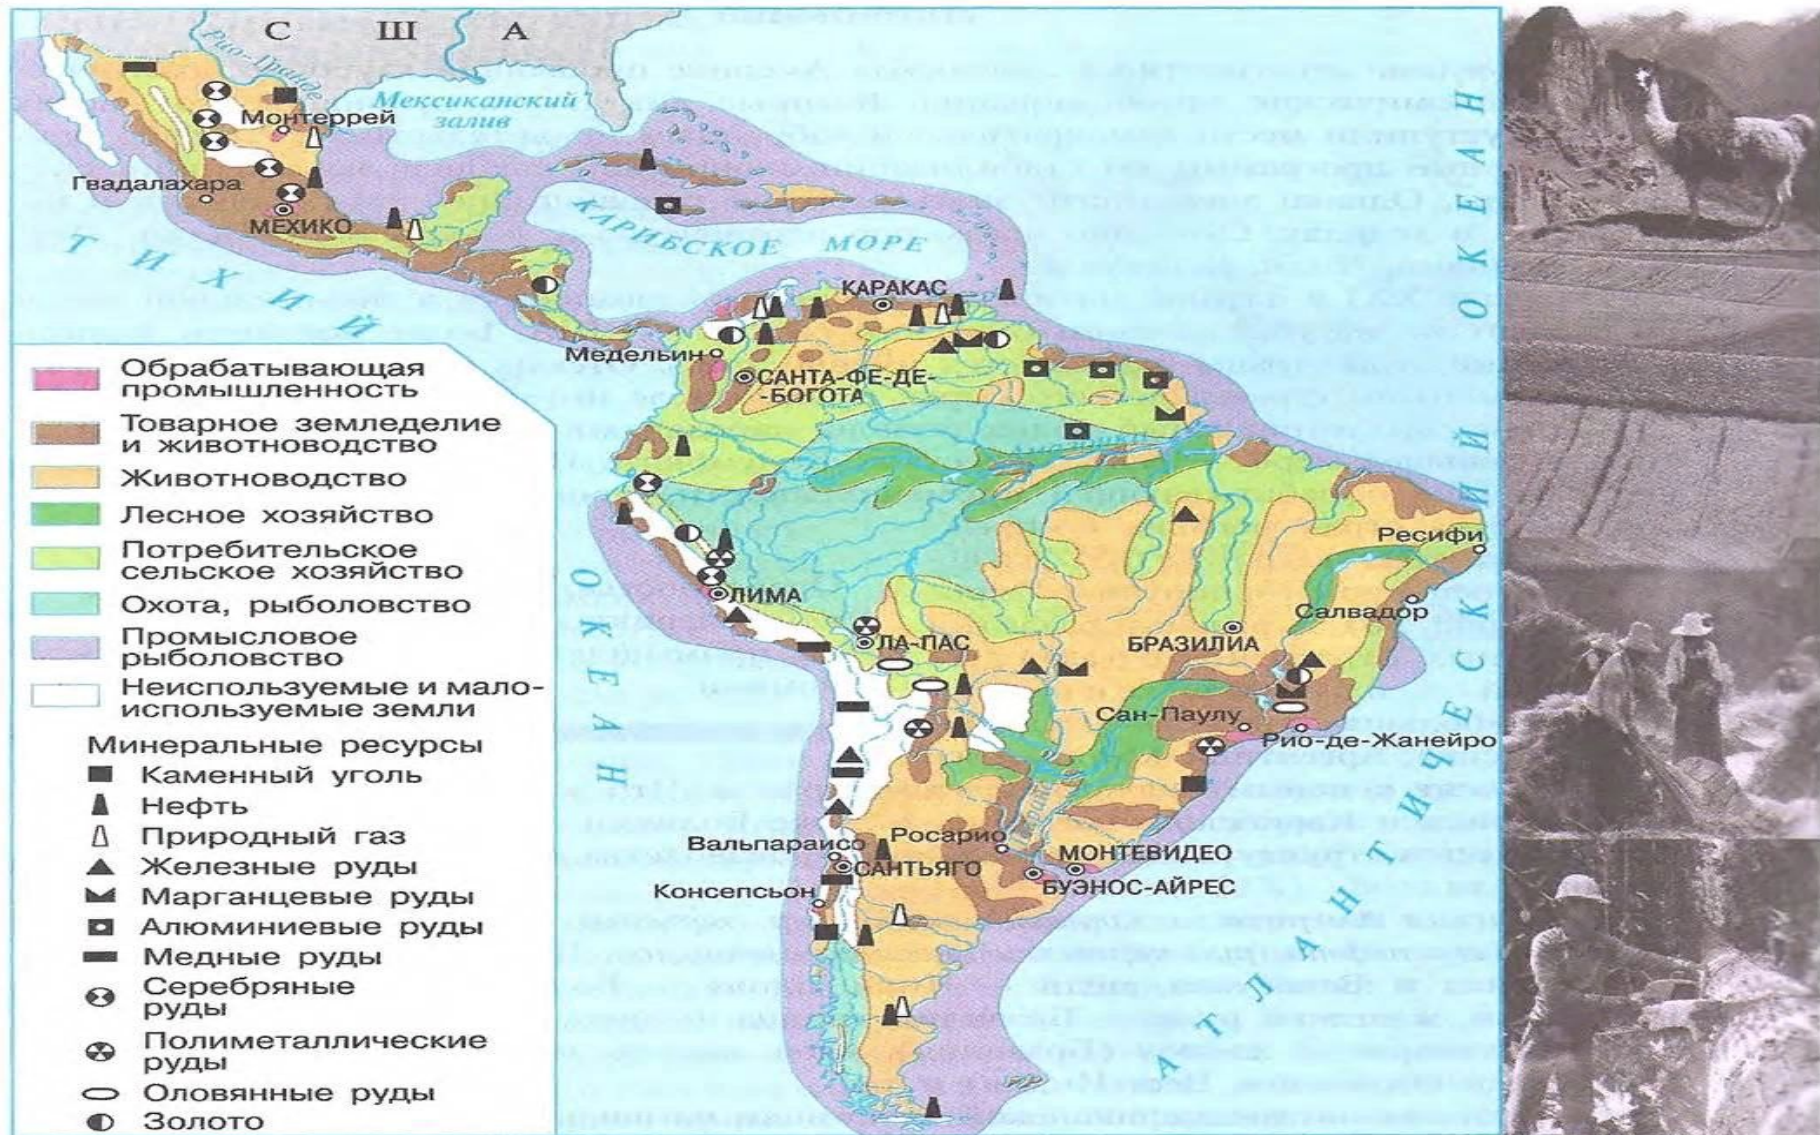 С Ш А
Рио-Гранде
Мексиканский
залив
Монтеррей
Гвадалахара
МЕХИКО
КАРИБСКОЕ МОРЕ
ТИХИЙ
ОКЕАН
АТЛАНТИЧЕСКИЙ ОКЕАН
КАРАКАС
Медельин
САНТА-ФЕ-ДЕ-
-БОГОТА
ЛИМА
ЛА-ПАС
БРАЗИЛИА
Ресифи
Салвадор
Сан-Паулу
Рио-де-Жанейро
Вальпараисо
Росарио
САНТЬЯГО
МОНТЕВИДЕО
БУЭНОС-АЙРЕС
Консепсьон
Обрабатывающая
промышленность
Товарное земледелие
и животноводство
Животноводство
Лесное хозяйство
Потребительское
сельское хозяйство
Охота, рыболовство
Промысловое
рыболовство
Неиспользуемые и мало-
используемые земли
Минеральные ресурсы
Каменный уголь
Нефть
Природный газ
Железные руды
Марганцевые руды
Алюминиевые руды
Медные руды
Серебряные
руды
Полиметаллические
руды
Оловянные руды
Золото